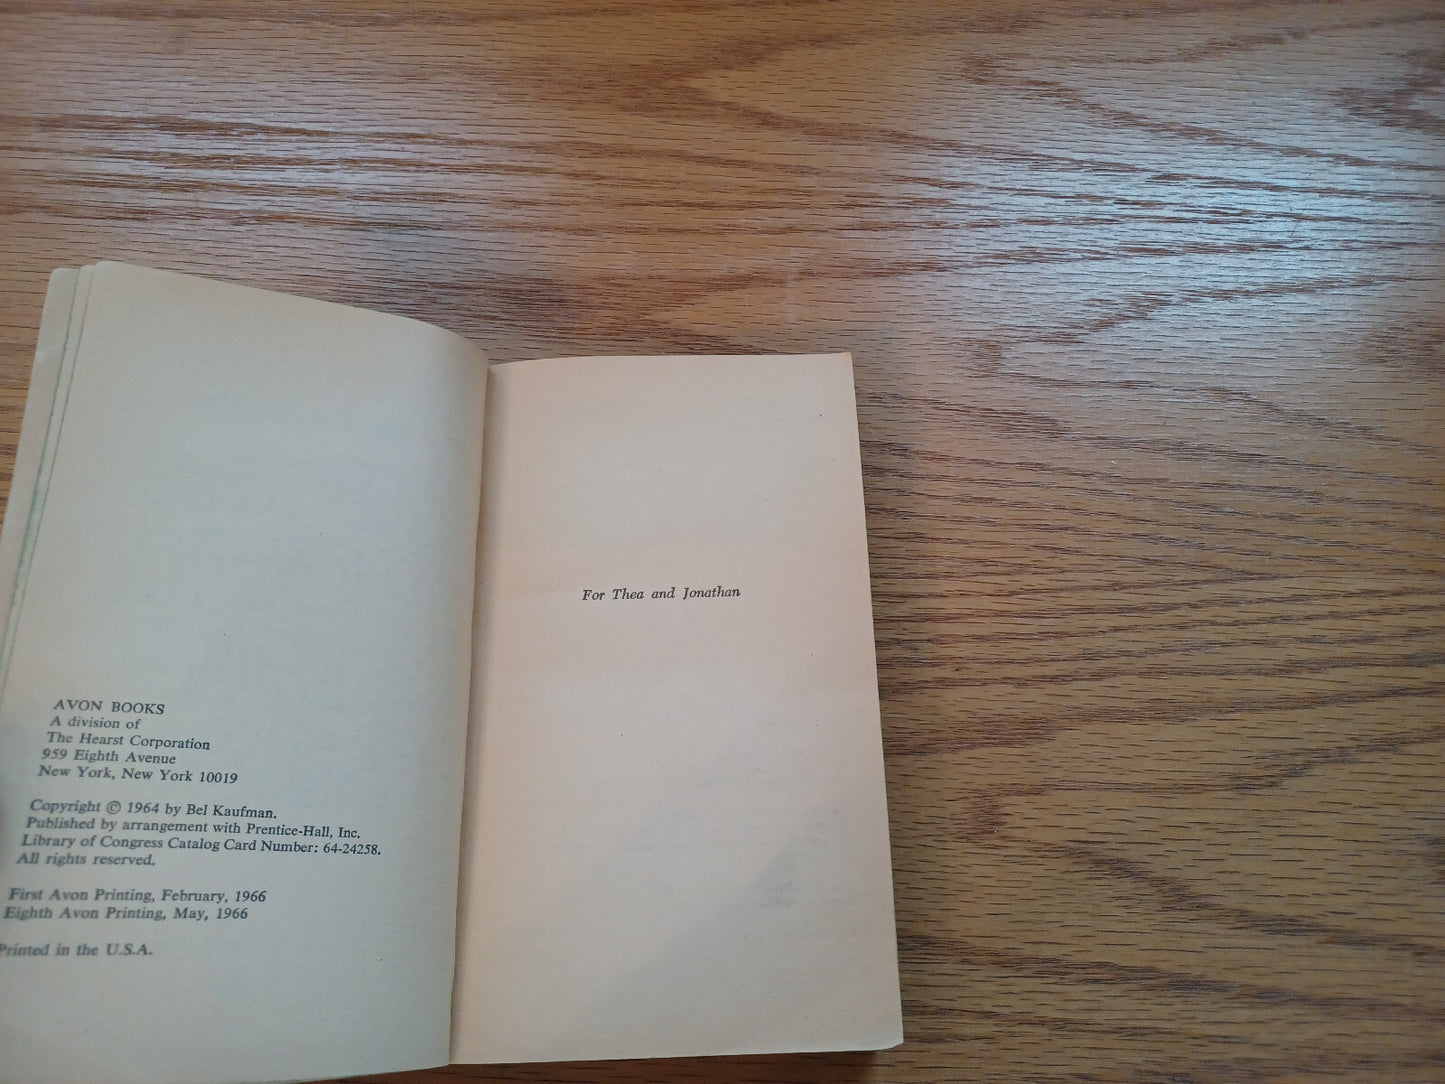 AVON BOOKS
A division of
The Hearst Corporation
959 Eighth Avenue
New York, New York 10019
Copyright © 1964 by Bel Kaufman.
Published by arrangement with Prentice-Hall, Inc.
Library of Congress Catalog Card Number: 64-24258.
All rights reserved.
First Avon Printing, February, 1966
Eighth Avon Printing, May, 1966
Printed in the U.S.A.
For Thea and Jonathan